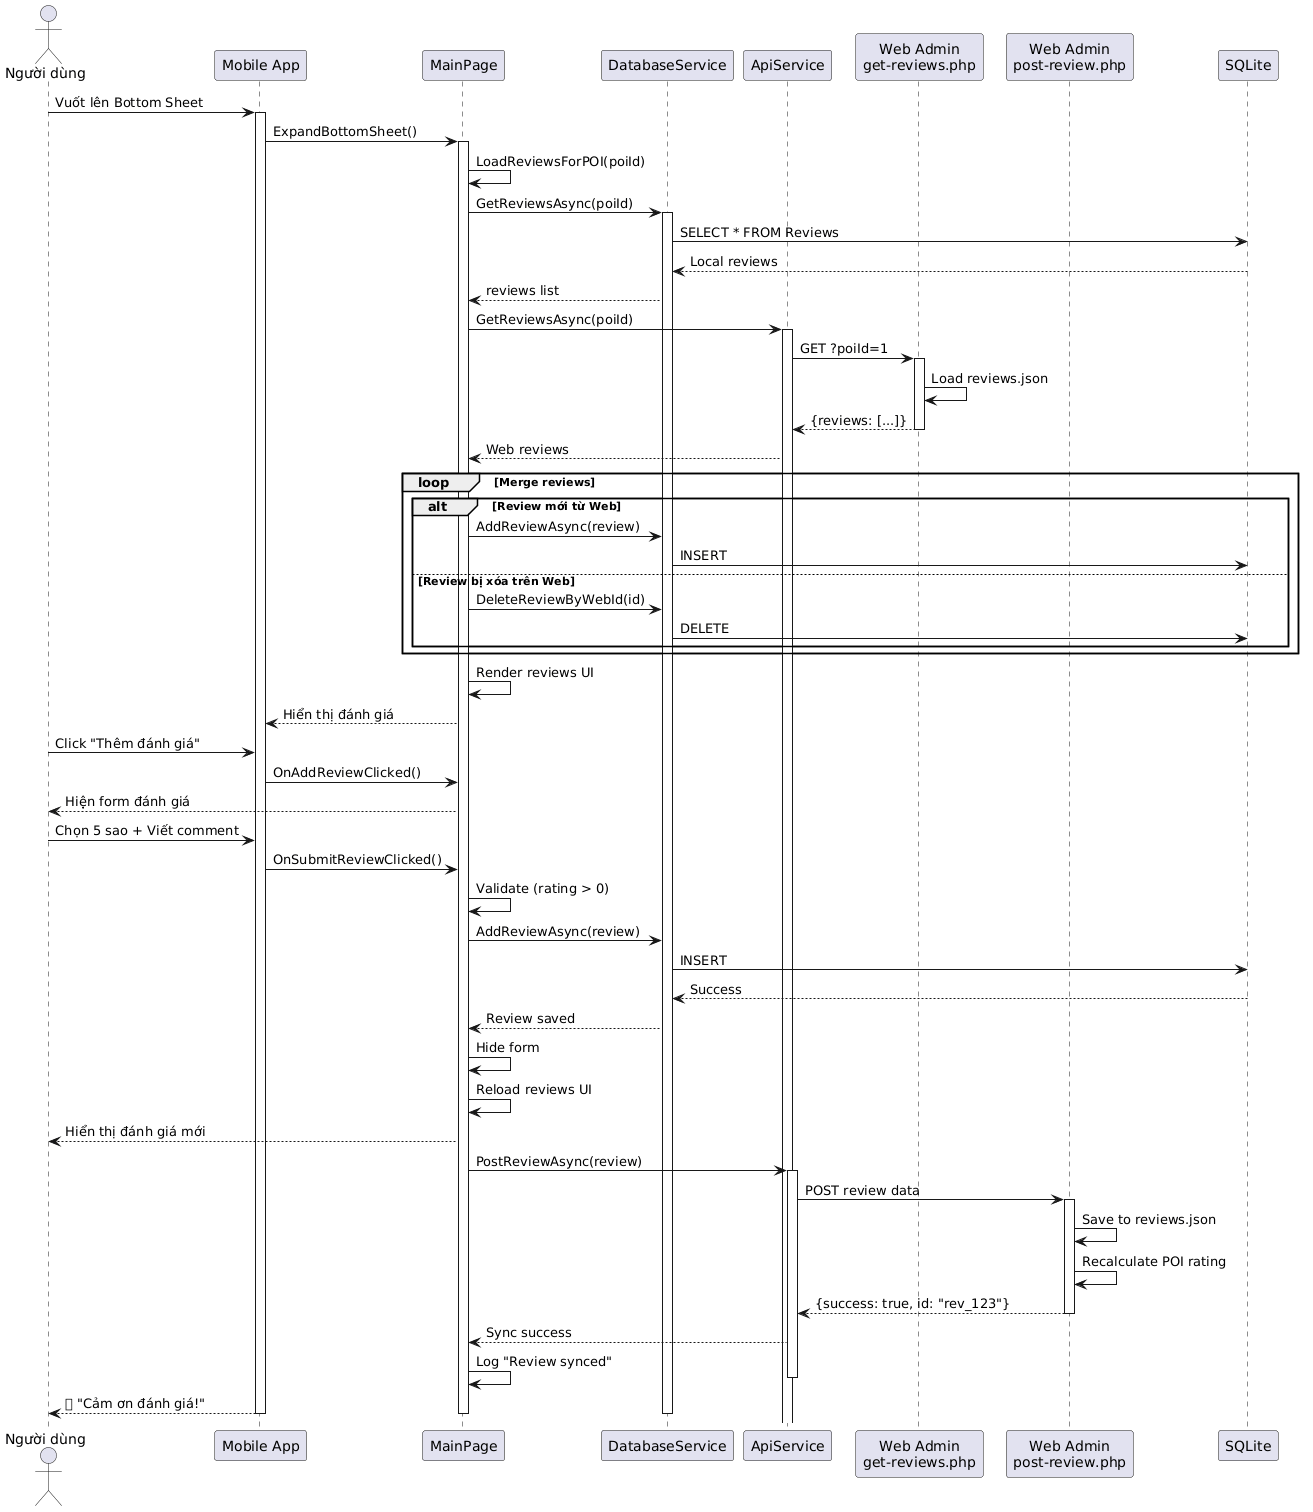 Người dùng
Mobile App
MainPage
DatabaseService
ApiService
Web Admin
get-reviews.php
Web Admin
post-review.php
SQLite
Vuốt lên Bottom Sheet
ExpandBottomSheet()
LoadReviewsForPOI(poiId)
GetReviewsAsync(poiId)
SELECT * FROM Reviews
Local reviews
reviews list
GetReviewsAsync(poiId)
GET ?poiId=1
Load reviews.json
{reviews: [...]}
Web reviews
loop [Merge reviews]
alt [Review mới từ Web]
AddReviewAsync(review)
INSERT
[Review bị xóa trên Web]
DeleteReviewByWebId(id)
DELETE
Render reviews UI
Hiển thị đánh giá
Click "Thêm đánh giá"
OnAddReviewClicked()
Hiện form đánh giá
Chọn 5 sao + Viết comment
OnSubmitReviewClicked()
Validate (rating > 0)
AddReviewAsync(review)
INSERT
Success
Review saved
Hide form
Reload reviews UI
Hiển thị đánh giá mới
PostReviewAsync(review)
POST review data
Save to reviews.json
Recalculate POI rating
{success: true, id: "rev_123"}
Sync success
Log "Review synced"
"Cảm ơn đánh giá!"
Người dùng
Mobile App
MainPage
DatabaseService
ApiService
Web Admin
get-reviews.php
Web Admin
post-review.php
SQLite